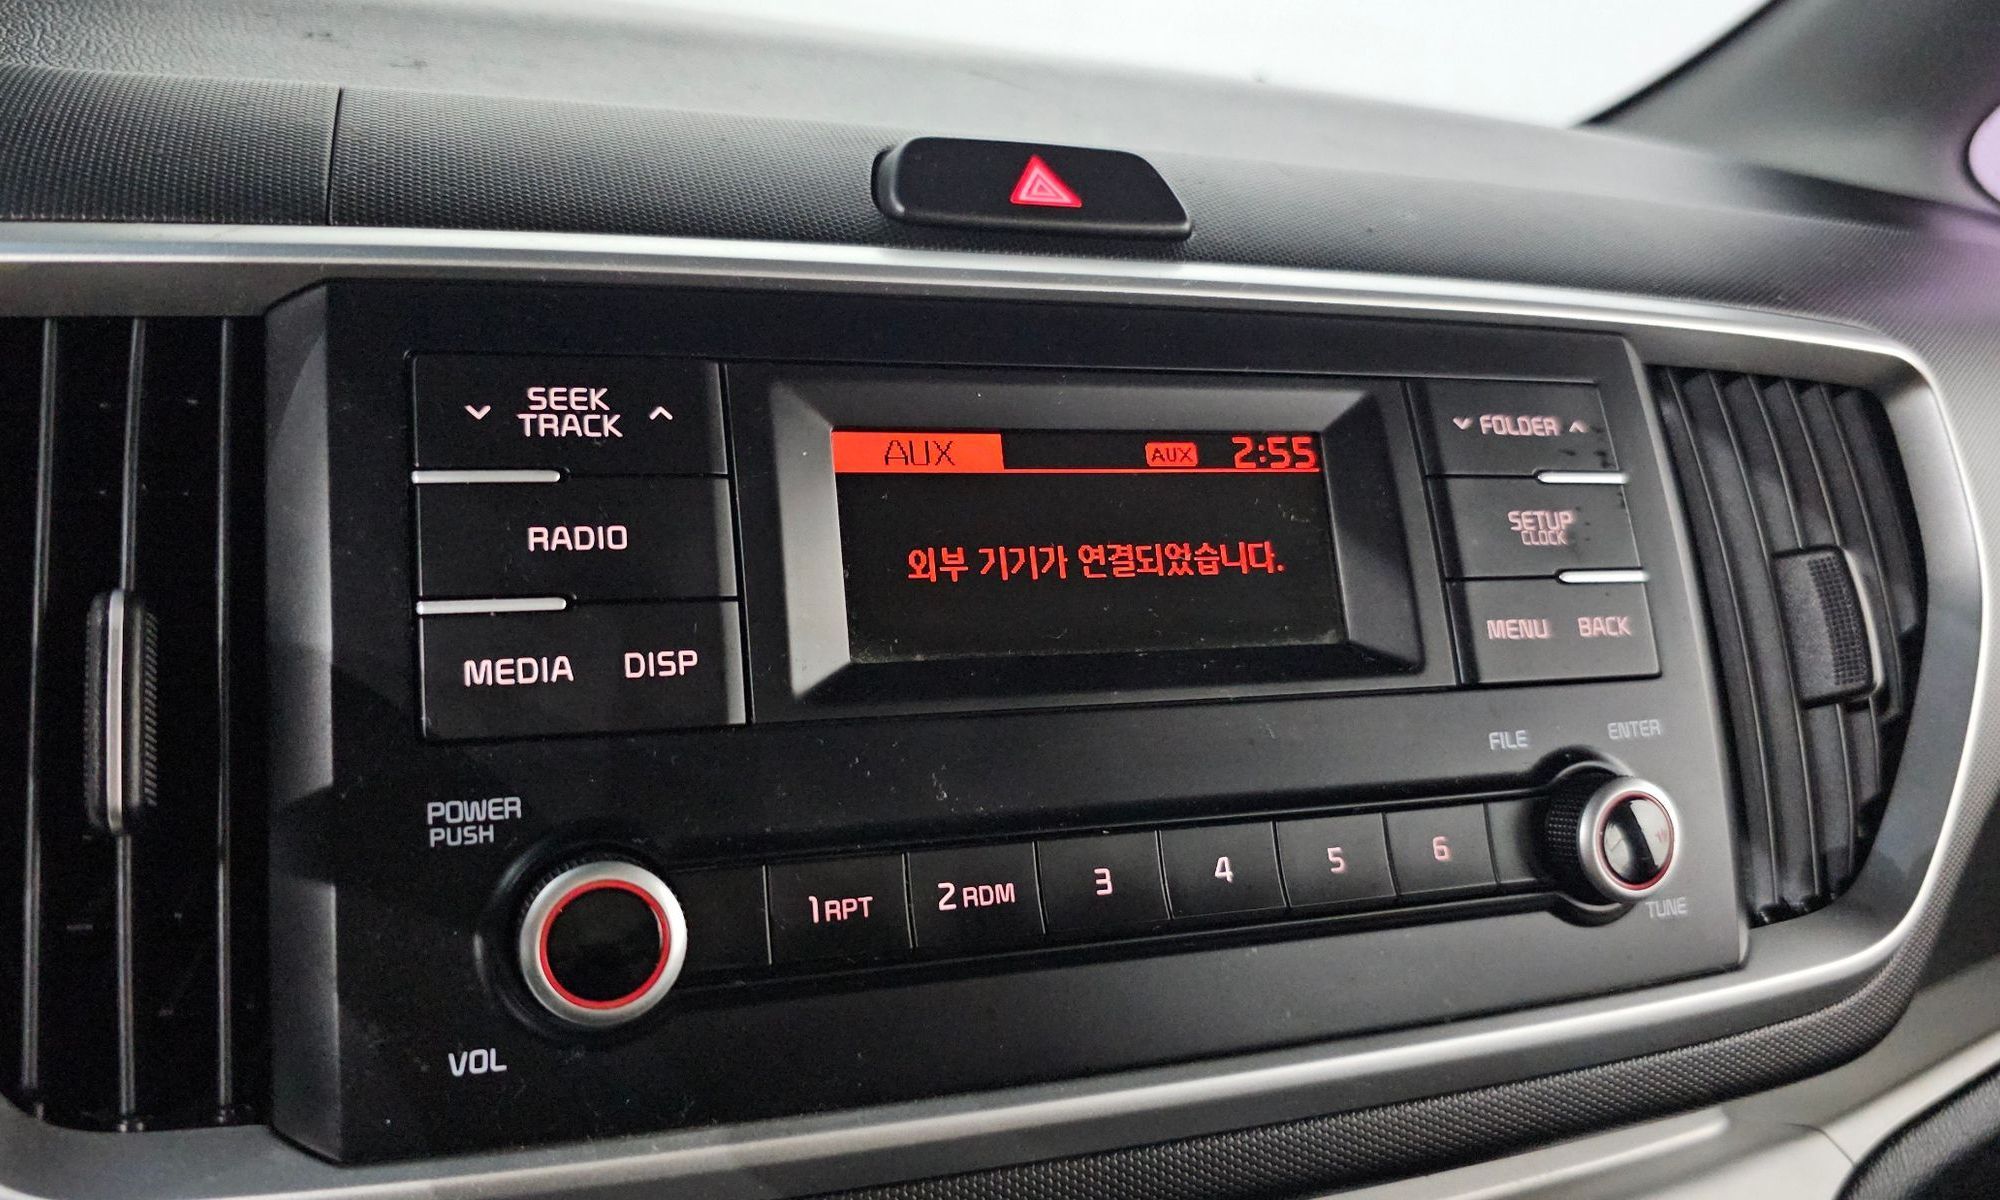 SEEK
TRACK
RADIO
MEDIA DISP
AUX AUX 2:55
외부 기기가 연결되었습니다.
FOLDER
SETUP
CLOCK
MENU BACK
POWER
PUSH
VOL
1 RPT 2 RDM 3 4 5 6
FILE
ENTER
TUNE